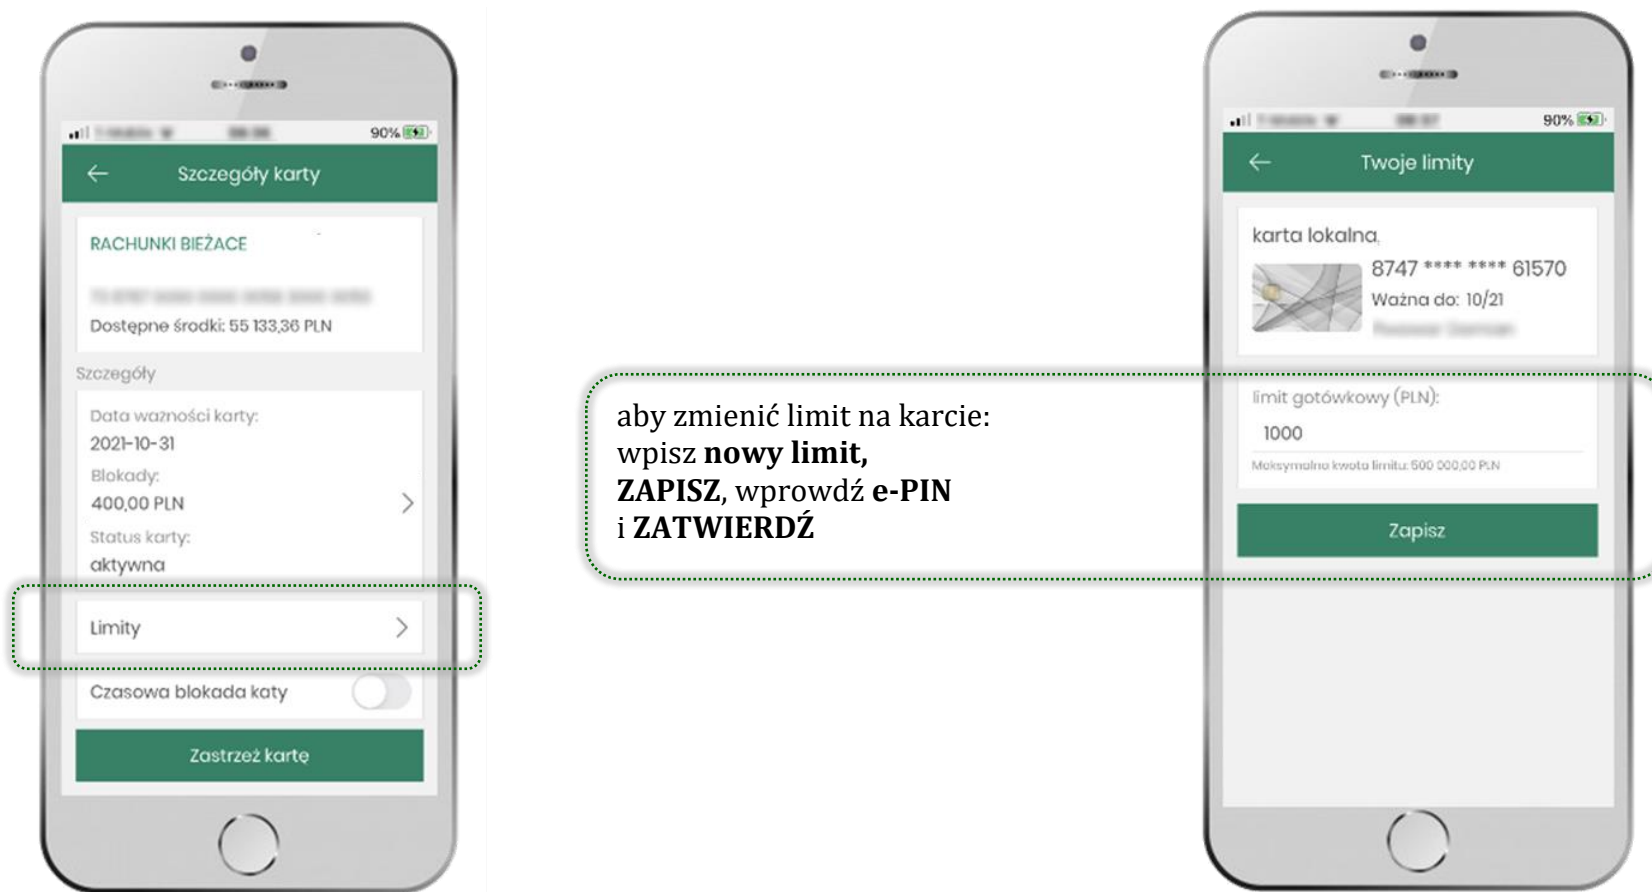 90%
Szczegóły karty
RACHUNKI BIEŻACE
Dostępne środki: 55 133,36 PLN
Szczegóły
Data ważności karty:
2021-10-31
Blokady:
400,00 PLN
Status karty:
aktywna
Limity
Czasowa blokada katy
Zastrzeż kartę
aby zmienić limit na karcie:
wpisz nowy limit,
ZAPISZ, wprowdź e-PIN
i ZATWIERDŹ
90%
Twoje limity
karta lokalna,
8747 **** **** 61570
Ważna do: 10/21
limit gotówkowy (PLN):
1000
Maksymalna kwota limitu: 500 000,00 PLN
Zapisz